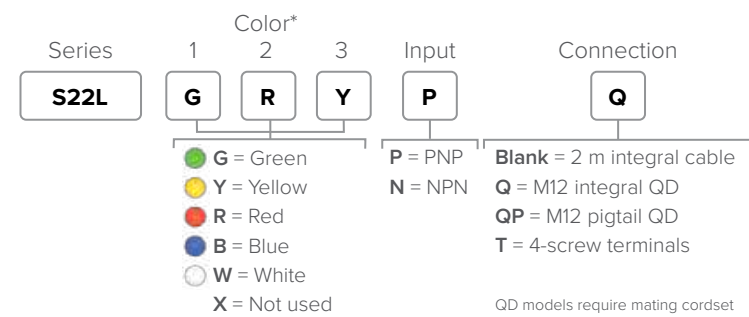 Color*
Series 1 2 3 Input Connection
S22L G R Y P Q
G = Green
Y = Yellow
R = Red
B = Blue
W = White
X = Not used
P = PNP
N = NPN
Blank = 2 m integral cable
Q = M12 integral QD
QP = M12 pigtail QD
T = 4-screw terminals
QD models require mating cordset